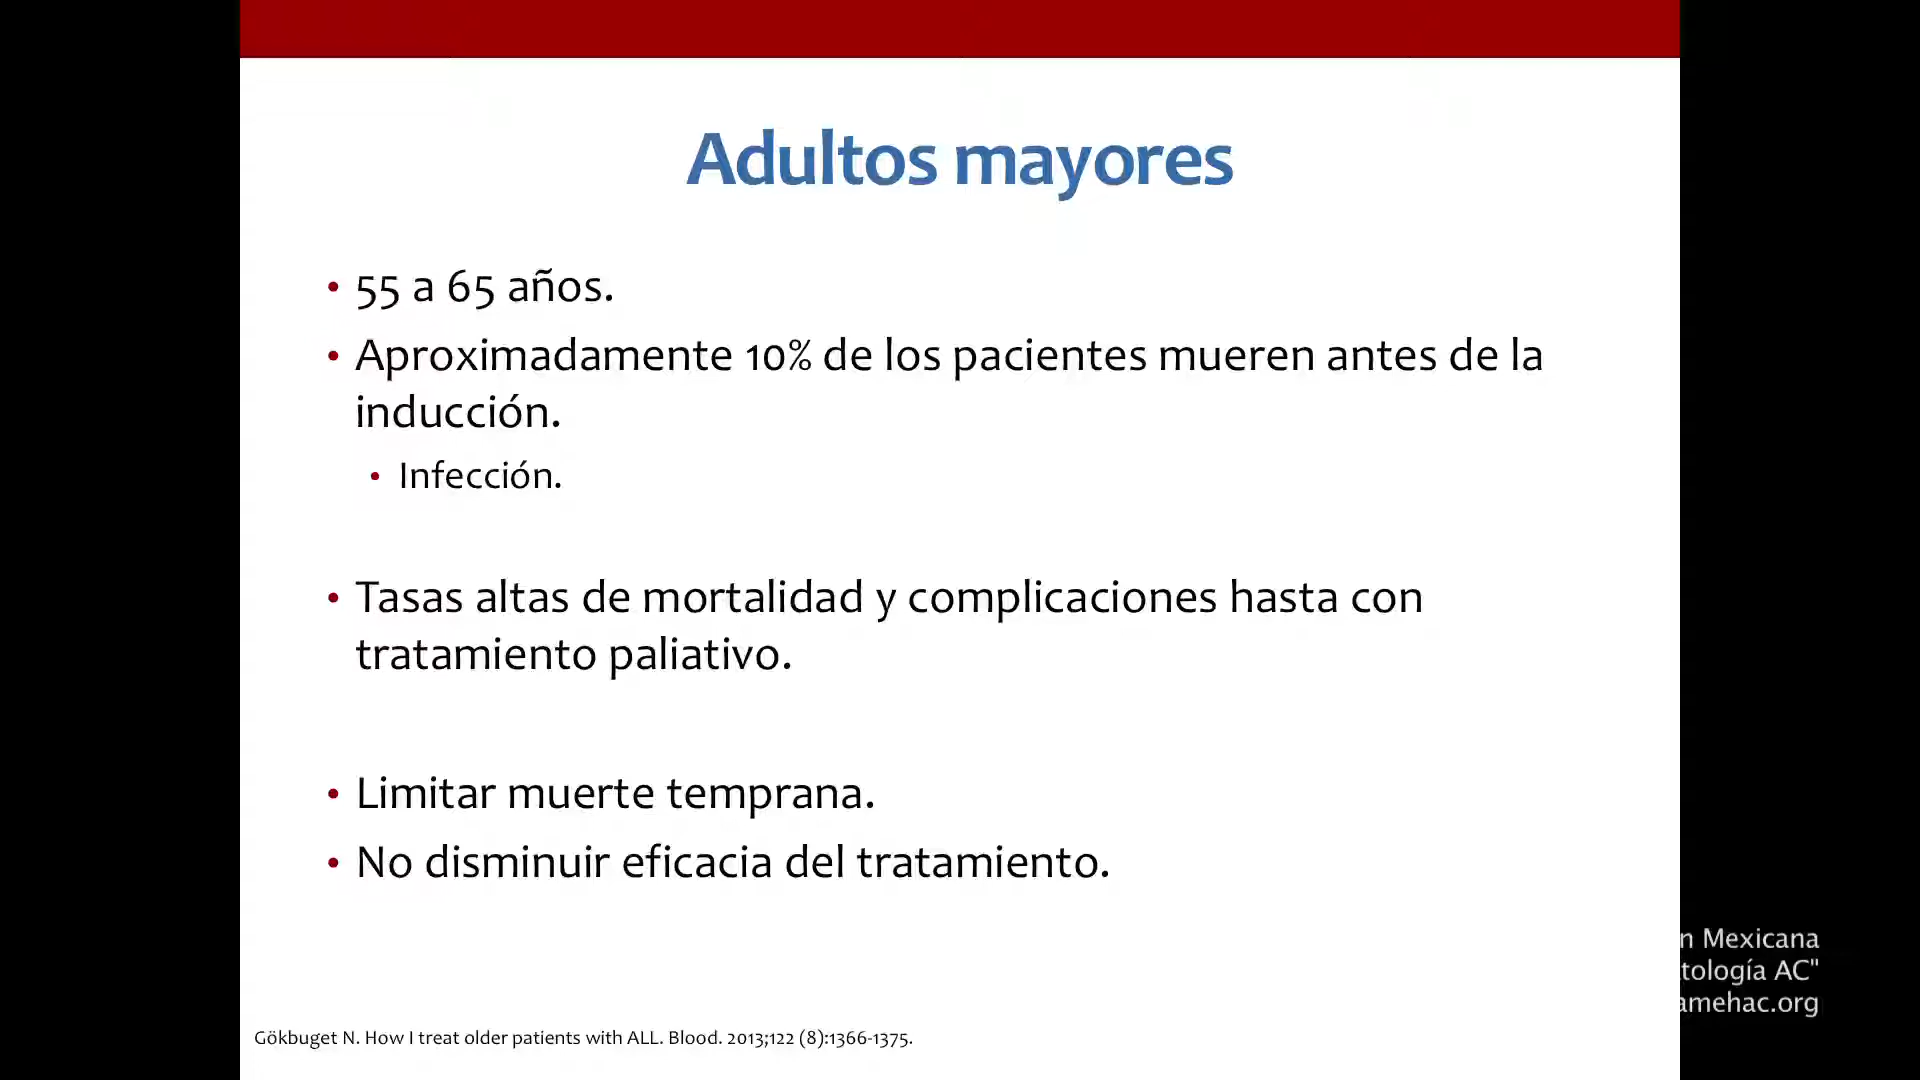 Adultos mayores
• 55 a 65 años.
• Aproximadamente 10% de los pacientes mueren antes de la
inducción.
• Infección.
• Tasas altas de mortalidad y complicaciones hasta con
tratamiento paliativo.
• Limitar muerte temprana.
• No disminuir eficacia del tratamiento.
n Mexicana
tología AC"
amehac.org
Gökbuget N. How I treat older patients with ALL. Blood. 2013;122 (8):1366-1375.